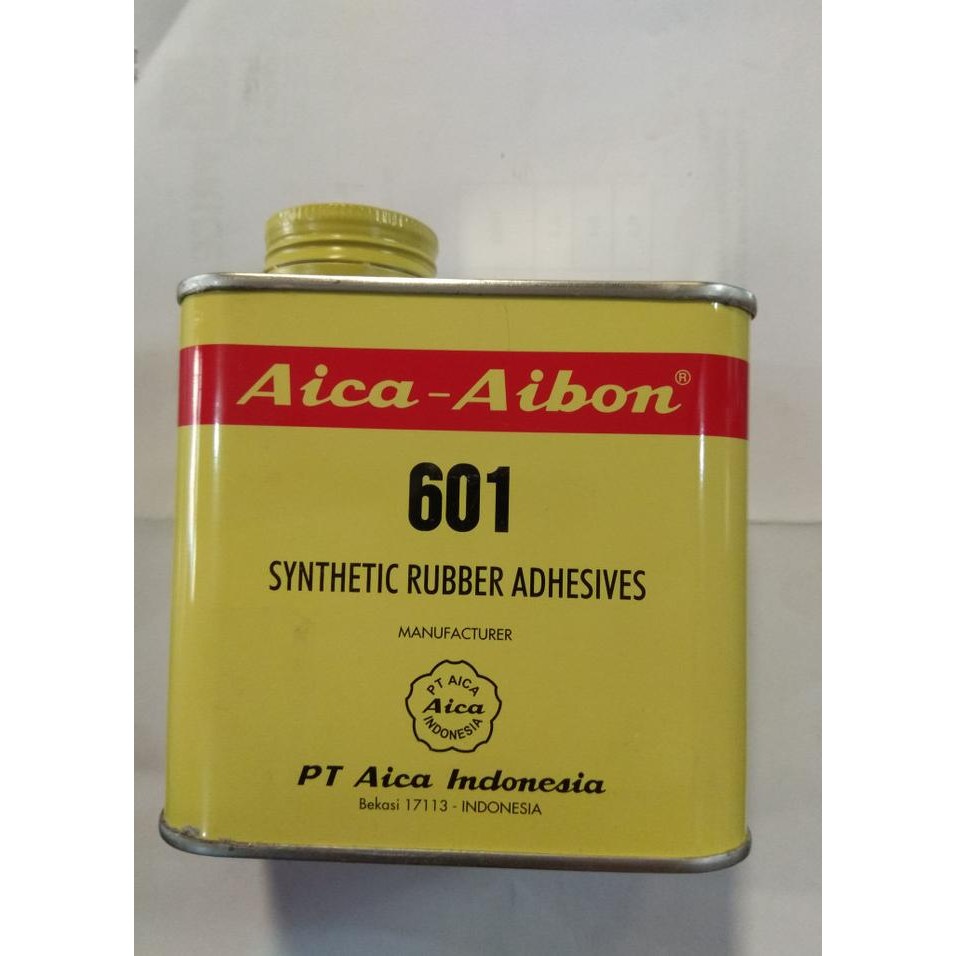 Aica-Aibon®
601
SYNTHETIC RUBBER ADHESIVES
MANUFACTURER
PT AICA
Aica
INDONESIA
PT Aica Indonesia
Bekasi 17113 - INDONESIA